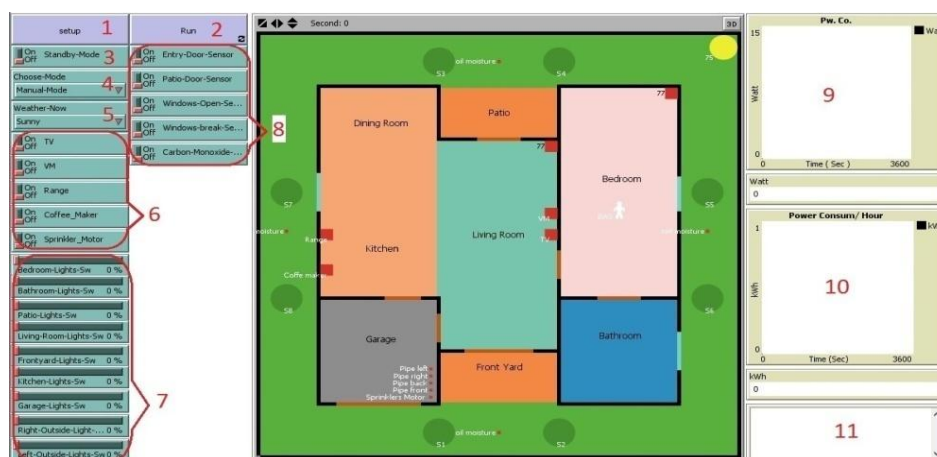 setup 1
Run 2
On
Off Standby-Mode 3
Choose-Mode 4
Manual-Mode
Weather-Now 5
Sunny
On
Off TV
On
Off VM
On
Off Range
On
Off Coffee_Maker
On
Off Sprinkler_Motor
6
Bedroom-Lights-Sw 0 %
Bathroom-Lights-Sw 0 %
Patio-Lights-Sw 0 %
Living-Room-Lights-Sw 0 %
Frontyard-Lights-Sw 0 %
Kitchen-Lights-Sw 0 %
Garage-Lights-Sw 0 %
Right-Outside-Light-... 0 %
Left-Outside-Lights-Sw 0 %
7
On
Off Entry-Door-Sensor
On
Off Patio-Door-Sensor
On
Off Windows-Open-Se...
On
Off Windows-break-Se...
On
Off Carbon-Monoxide-...
8
Second: 0
3D
75
oil moisture
S3
S4
Dining Room
Patio
77
77
Bedroom
S7
S5
VM
TV
Living Room
Range
Kitchen
moisture
Coffe maker
S8
S6
Garage
Bathroom
Pipe left
Pipe right
Pipe back
Pipe front
Sprinklers Motor
Front Yard
oil moisture
S1
S2
Pw. Co.
15
Wa
Watt
9
0
Time ( Sec )
3600
Watt
0
Power Consum/ Hour
1
kW
kWh
10
0
Time (Sec)
3600
kWh
0
11